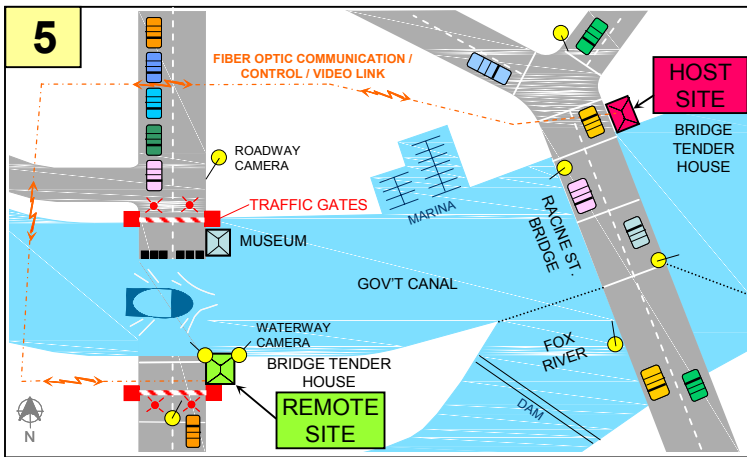 5
FIBER OPTIC COMMUNICATION /
CONTROL / VIDEO LINK
HOST
SITE
BRIDGE
TENDER
HOUSE
ROADWAY
CAMERA
TRAFFIC GATES
MUSEUM
MARINA
RACINE ST.
BRIDGE
GOV'T CANAL
WATERWAY
CAMERA
BRIDGE TENDER
HOUSE
FOX
RIVER
REMOTE
SITE
DAM
N